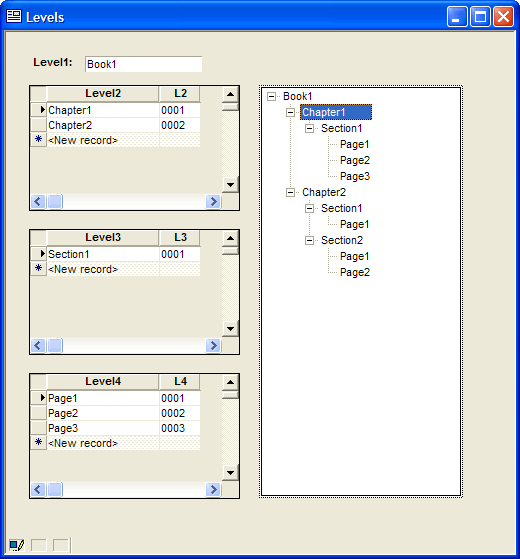 Levels
Level1: Book1
Level2 L2
Chapter1 0001
Chapter2 0002
<New record>
Level3 L3
Section1 0001
<New record>
Level4 L4
Page1 0001
Page2 0002
Page3 0003
<New record>
Book1
Chapter1
Section1
Page1
Page2
Page3
Chapter2
Section1
Page1
Section2
Page1
Page2